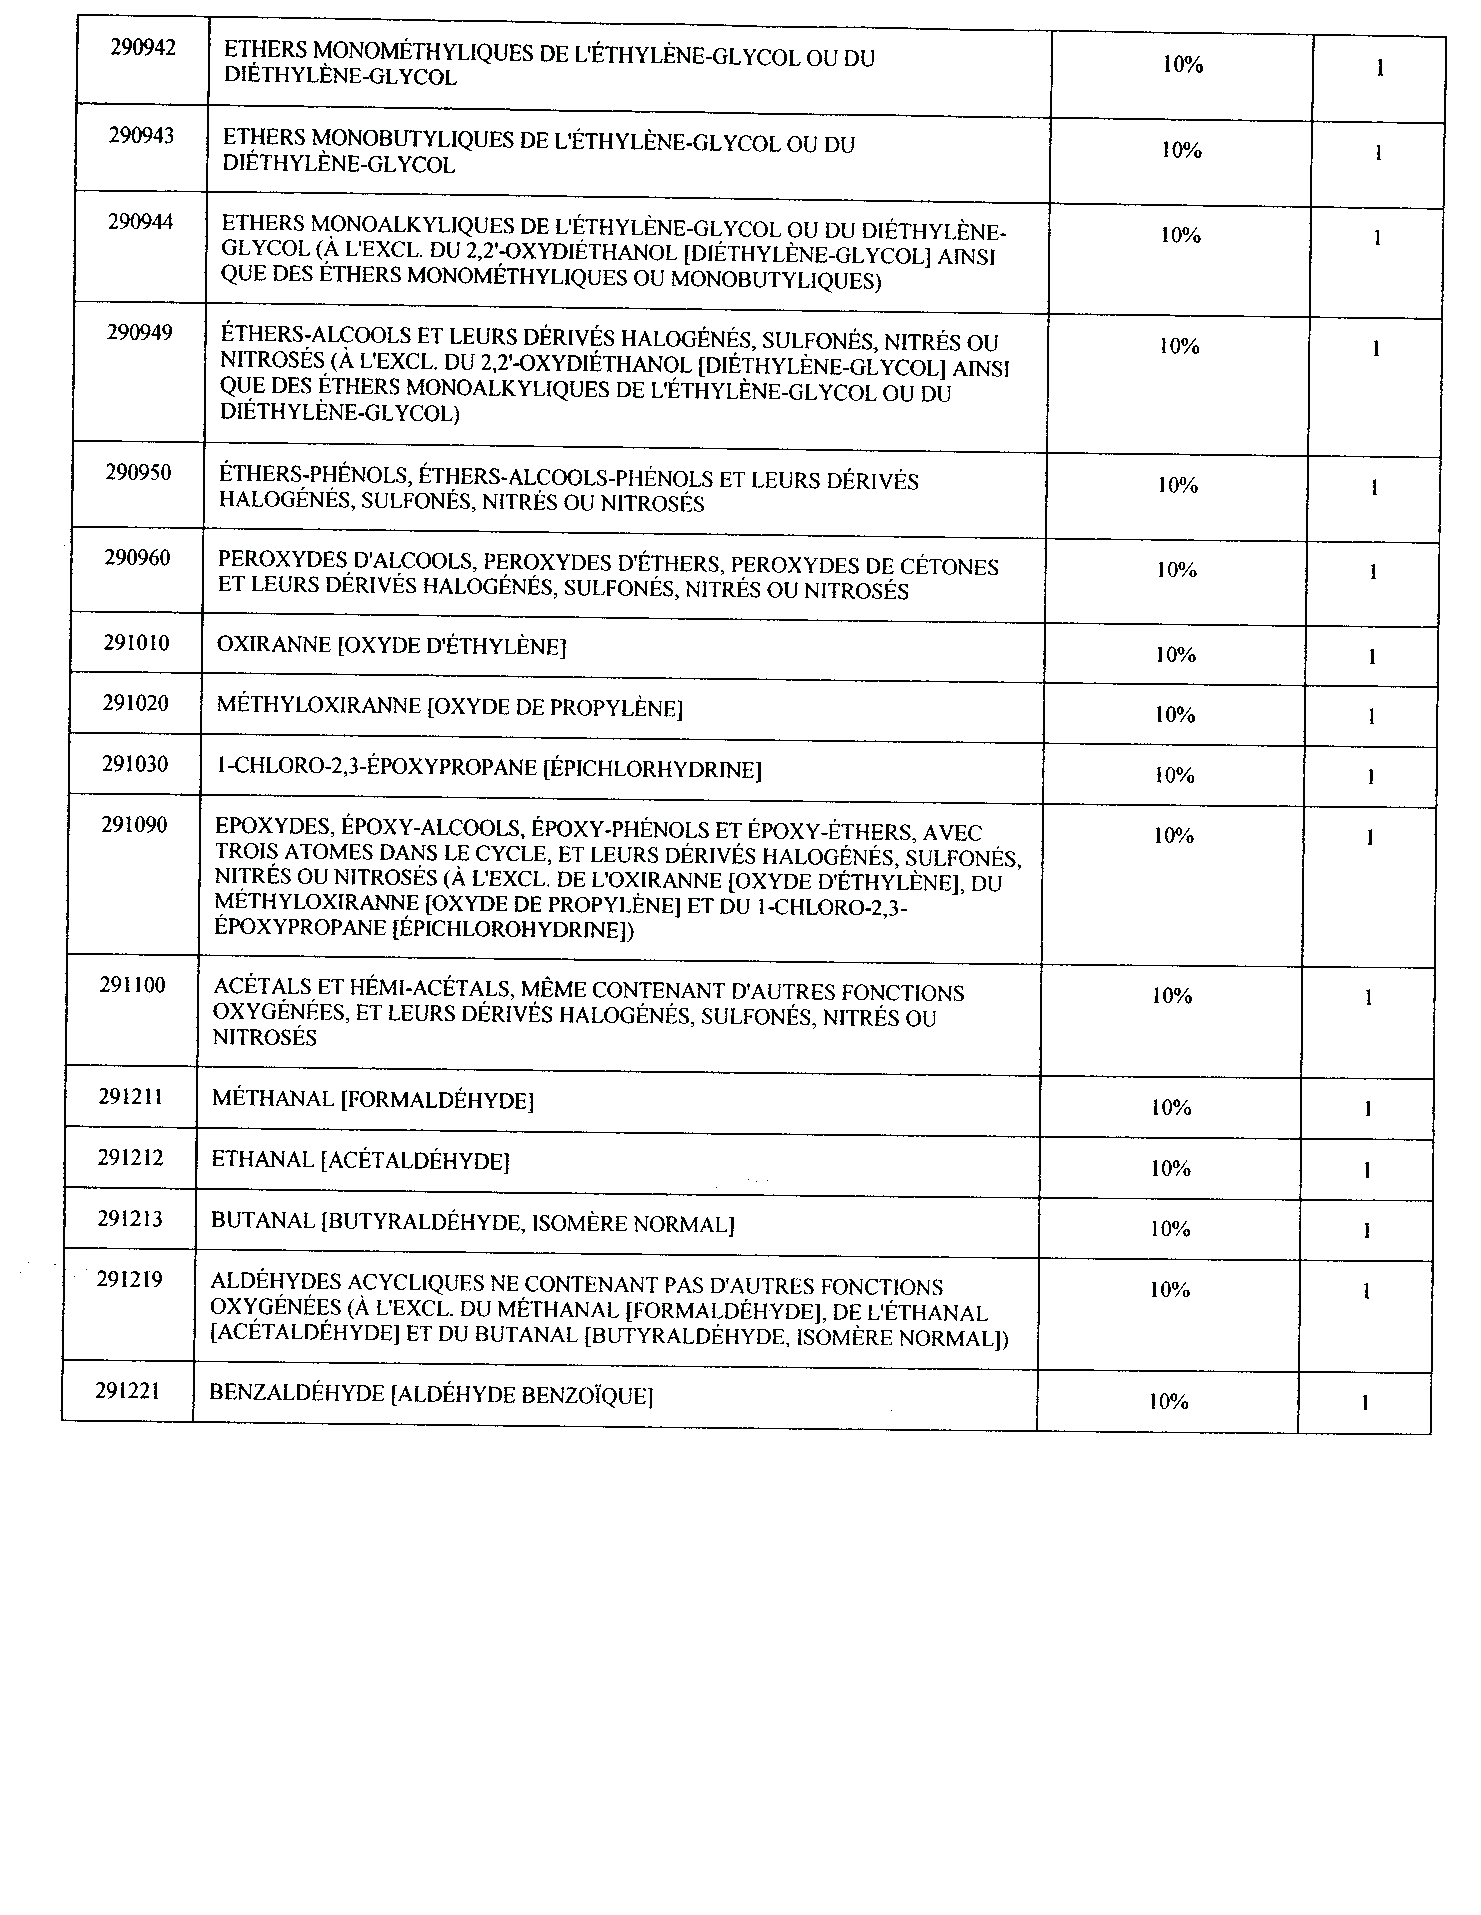 290942 ETHERS MONOMÉTHYLIQUES DE L'ÉTHYLÈNE-GLYCOL OU DU 10% 1
DIÉTHYLÈNE-GLYCOL
290943 ETHERS MONOBUTYLIQUES DE L'ÉTHYLÈNE-GLYCOL OU DU 10% 1
DIÉTHYLÈNE-GLYCOL
290944 ETHERS MONOALKYLIQUES DE L'ÉTHYLÈNE-GLYCOL OU DU DIÉTHYLÈNE- 10% 1
GLYCOL (À L'EXCL. DU 2,2'-OXYDIÉTHANOL [DIÉTHYLÈNE-GLYCOL] AINSI
QUE DES ÉTHERS MONOMÉTHYLIQUES OU MONOBUTYLIQUES)
290949 ÉTHERS-ALCOOLS ET LEURS DÉRIVÉS HALOGÉNÉS, SULFONÉS, NITRÉS OU 10% 1
NITROSÉS (À L'EXCL. DU 2,2'-OXYDIÉTHANOL [DIÉTHYLÈNE-GLYCOL] AINSI
QUE DES ÉTHERS MONOALKYLIQUES DE L'ÉTHYLÈNE-GLYCOL OU DU
DIÉTHYLÈNE-GLYCOL)
290950 ÉTHERS-PHÉNOLS, ÉTHERS-ALCOOLS-PHÉNOLS ET LEURS DÉRIVÉS 10% 1
HALOGÉNÉS, SULFONÉS, NITRÉS OU NITROSÉS
290960 PEROXYDES D'ALCOOLS, PEROXYDES D'ÉTHERS, PEROXYDES DE CÉTONES 10% 1
ET LEURS DÉRIVÉS HALOGÉNÉS, SULFONÉS, NITRÉS OU NITROSÉS
291010 OXIRANNE [OXYDE D'ÉTHYLÈNE] 10% 1
291020 MÉTHYLOXIRANNE [OXYDE DE PROPYLÈNE] 10% 1
291030 1-CHLORO-2,3-ÉPOXYPROPANE [ÉPICHLORHYDRINE] 10% 1
291090 EPOXYDES, ÉPOXY-ALCOOLS, ÉPOXY-PHÉNOLS ET ÉPOXY-ÉTHERS, AVEC 10% 1
TROIS ATOMES DANS LE CYCLE, ET LEURS DÉRIVÉS HALOGÉNÉS, SULFONÉS,
NITRÉS OU NITROSÉS (À L'EXCL. DE L'OXIRANNE [OXYDE D'ÉTHYLÈNE], DU
MÉTHYLOXIRANNE [OXYDE DE PROPYLÈNE] ET DU 1-CHLORO-2,3-
ÉPOXYPROPANE [ÉPICHLOROHYDRINE])
291100 ACÉTALS ET HÉMI-ACÉTALS, MÊME CONTENANT D'AUTRES FONCTIONS 10% 1
OXYGÉNÉES, ET LEURS DÉRIVÉS HALOGÉNÉS, SULFONÉS, NITRÉS OU
NITROSÉS
291211 MÉTHANAL [FORMALDÉHYDE] 10% 1
291212 ETHANAL [ACÉTALDÉHYDE] 10% 1
291213 BUTANAL [BUTYRALDÉHYDE, ISOMÈRE NORMAL] 10% 1
291219 ALDÉHYDES ACYCLIQUES NE CONTENANT PAS D'AUTRES FONCTIONS 10% 1
OXYGÉNÉES (À L'EXCL. DU MÉTHANAL [FORMALDÉHYDE], DE L'ÉTHANAL
[ACÉTALDÉHYDE] ET DU BUTANAL [BUTYRALDÉHYDE, ISOMÈRE NORMAL])
291221 BENZALDÉHYDE [ALDÉHYDE BENZOÏQUE] 10% 1